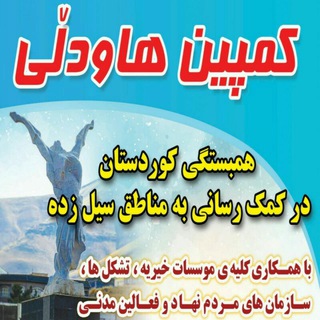 کمپین هاودڵی
همبستگی کوردستان
در کمک رسانی به مناطق سیل زده
با همکاری کلیه ی موسسات خیریه ، تشکل ها ،
سازمان های مردم نهاد و فعالین مدنی